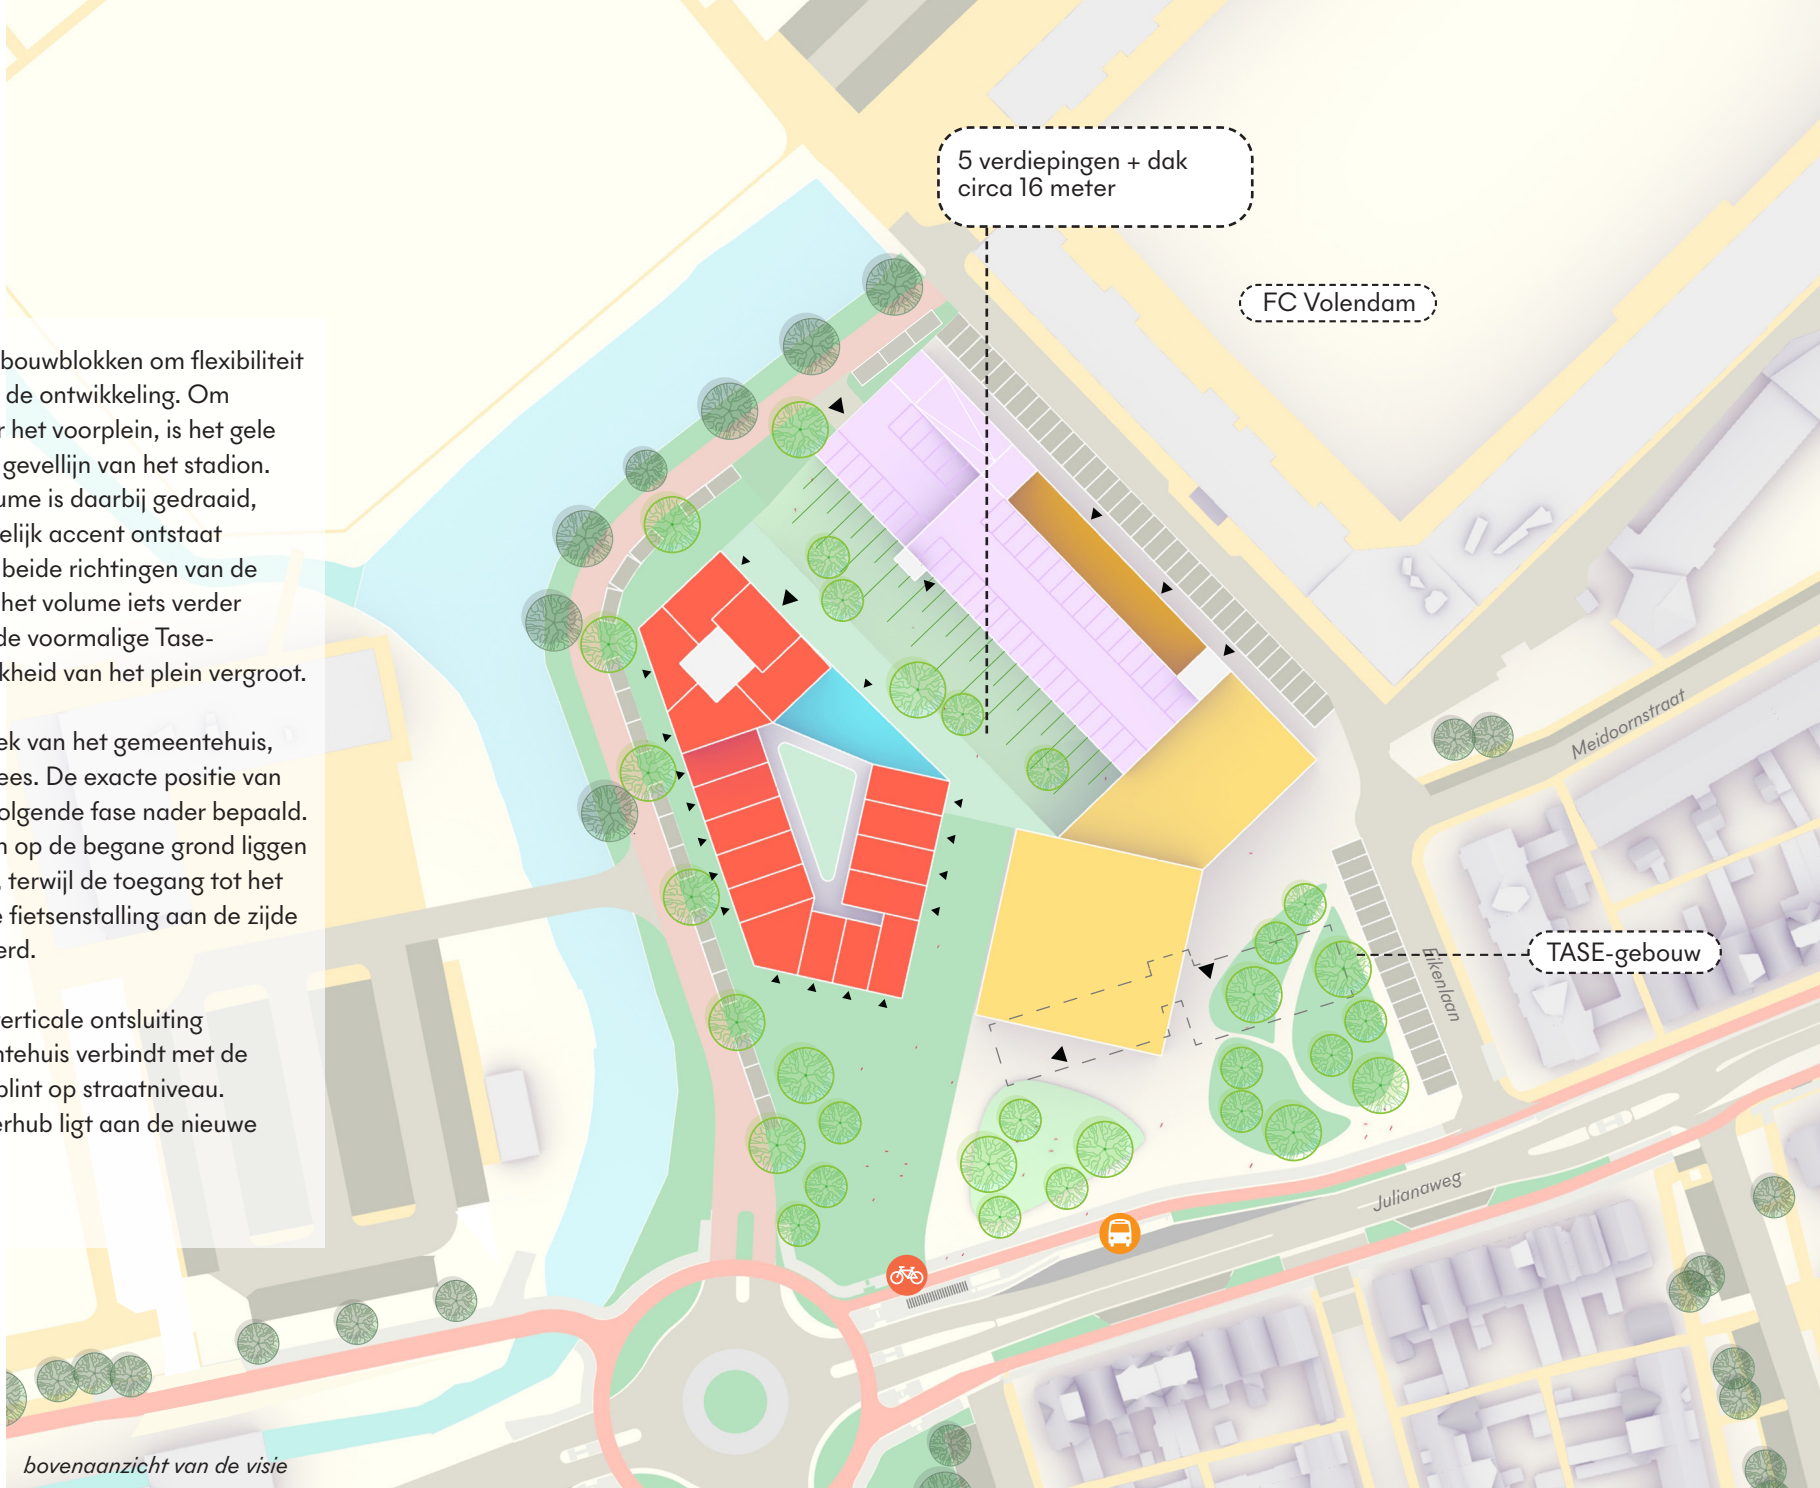 bouwblokken om flexibiliteit
de ontwikkeling. Om
r het voorplein, is het gele
gevellijn van het stadion.
ume is daarbij gedraaid,
elijk accent ontstaat
beide richtingen van de
het volume iets verder
de voormalige Tase-
kheid van het plein vergroot.
ek van het gemeentehuis,
ees. De exacte positie van
olgende fase nader bepaald.
n op de begane grond liggen
, terwijl de toegang tot het
e fietsenstalling aan de zijde
erd.
verticale ontsluiting
ntehuis verbindt met de
plint op straatniveau.
erhub ligt aan de nieuwe
bovenaanzicht van de visie
5 verdiepingen + dak
circa 16 meter
FC Volendam
Meidoornstraat
TASE-gebouw
Eikenlaan
Julianaweg